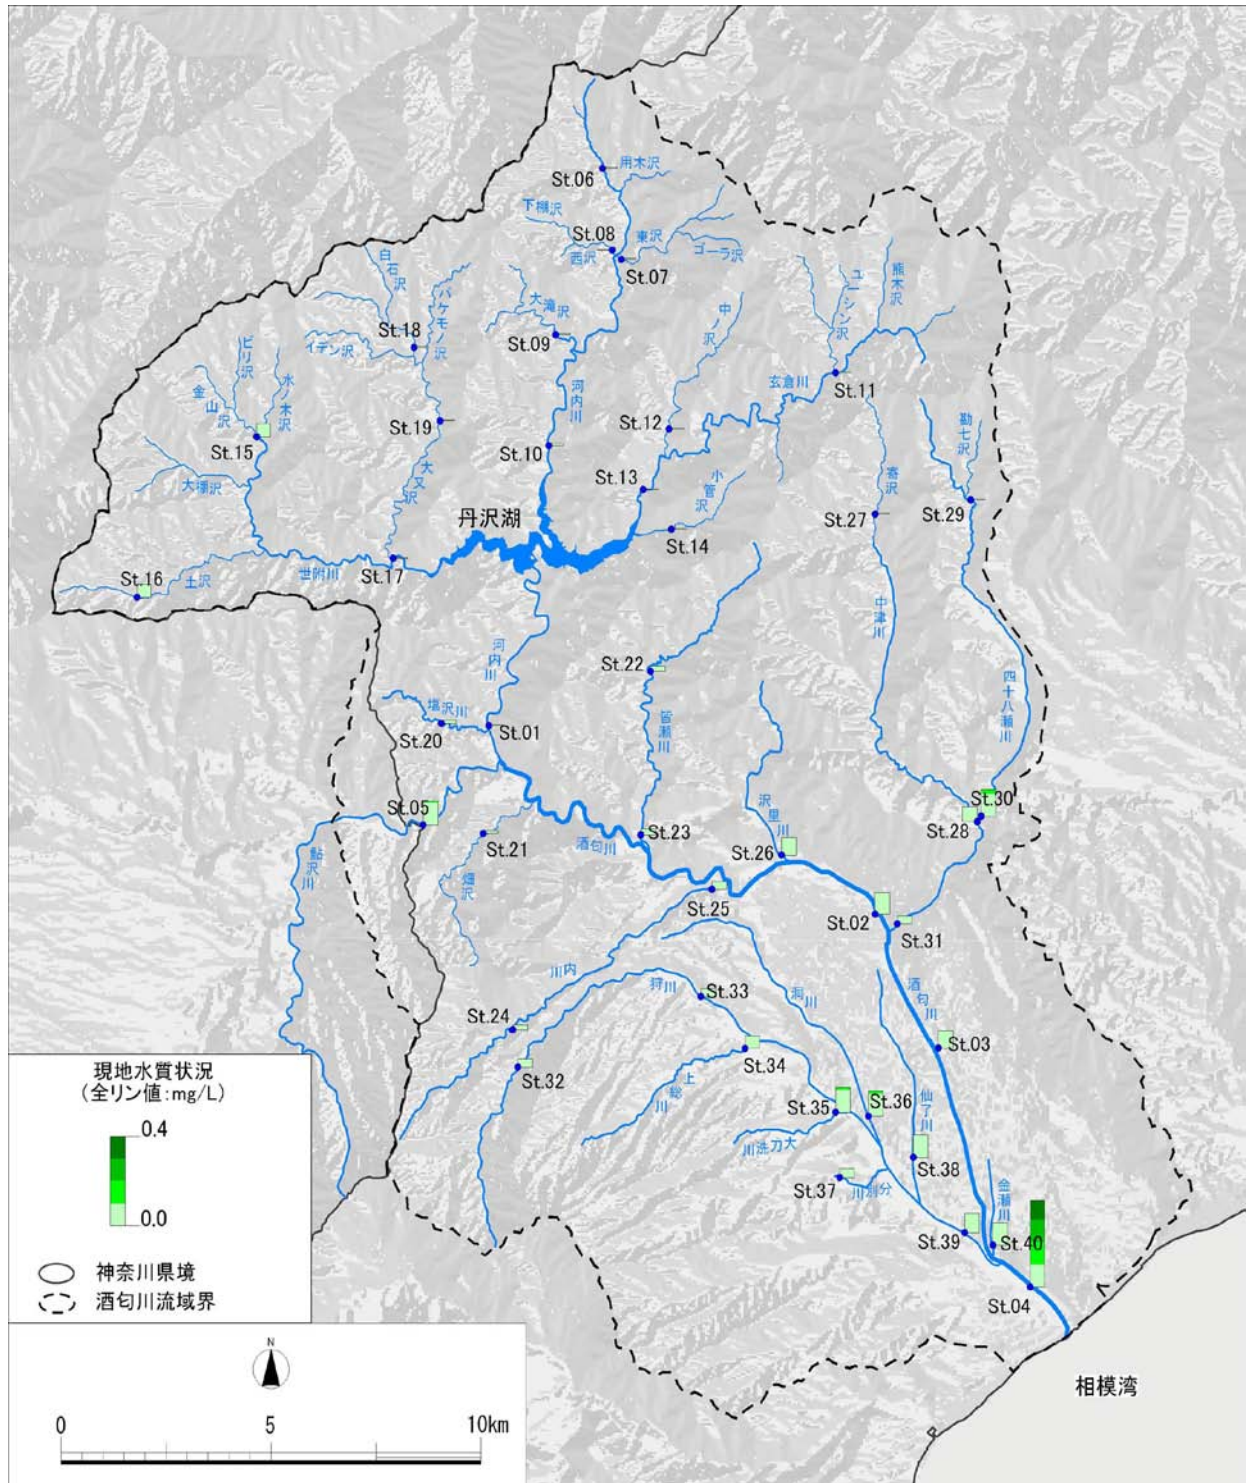 用木沢
St.06
下棚沢
St.08
東沢
西沢
ゴーラ沢
St.07
白石沢
バケモノ沢
大滝沢
中ノ沢
ユーシン沢
熊木沢
St.18
イデン沢
St.09
ビリ沢
水ノ木沢
金山沢
河内川
玄倉川
St.11
St.15
St.19
St.12
勘七沢
St.10
大又沢
St.13
小菅沢
寄沢
丹沢湖
St.27
St.29
St.14
St.17
世附川
St.16
土沢
中津川
河内川
St.22
四十八瀬川
塩沢川
St.20
St.01
皆瀬川
St.30
St.05
St.28
St.23
St.21
酒匂川
St.26
鮎沢川
畑沢
St.25
St.02
St.31
川内
狩川
St.33
洞川
酒匂川
St.24
St.03
St.34
St.32
上総川
仙了川
St.35
St.36
川洗刀大
St.38
St.37
川別分
金瀬川
St.39
St.40
St.04
現地水質状況
(全リン値:mg/L)
0.4
0.0
神奈川県境
酒匂川流域界
N
0
5
10km
相模湾